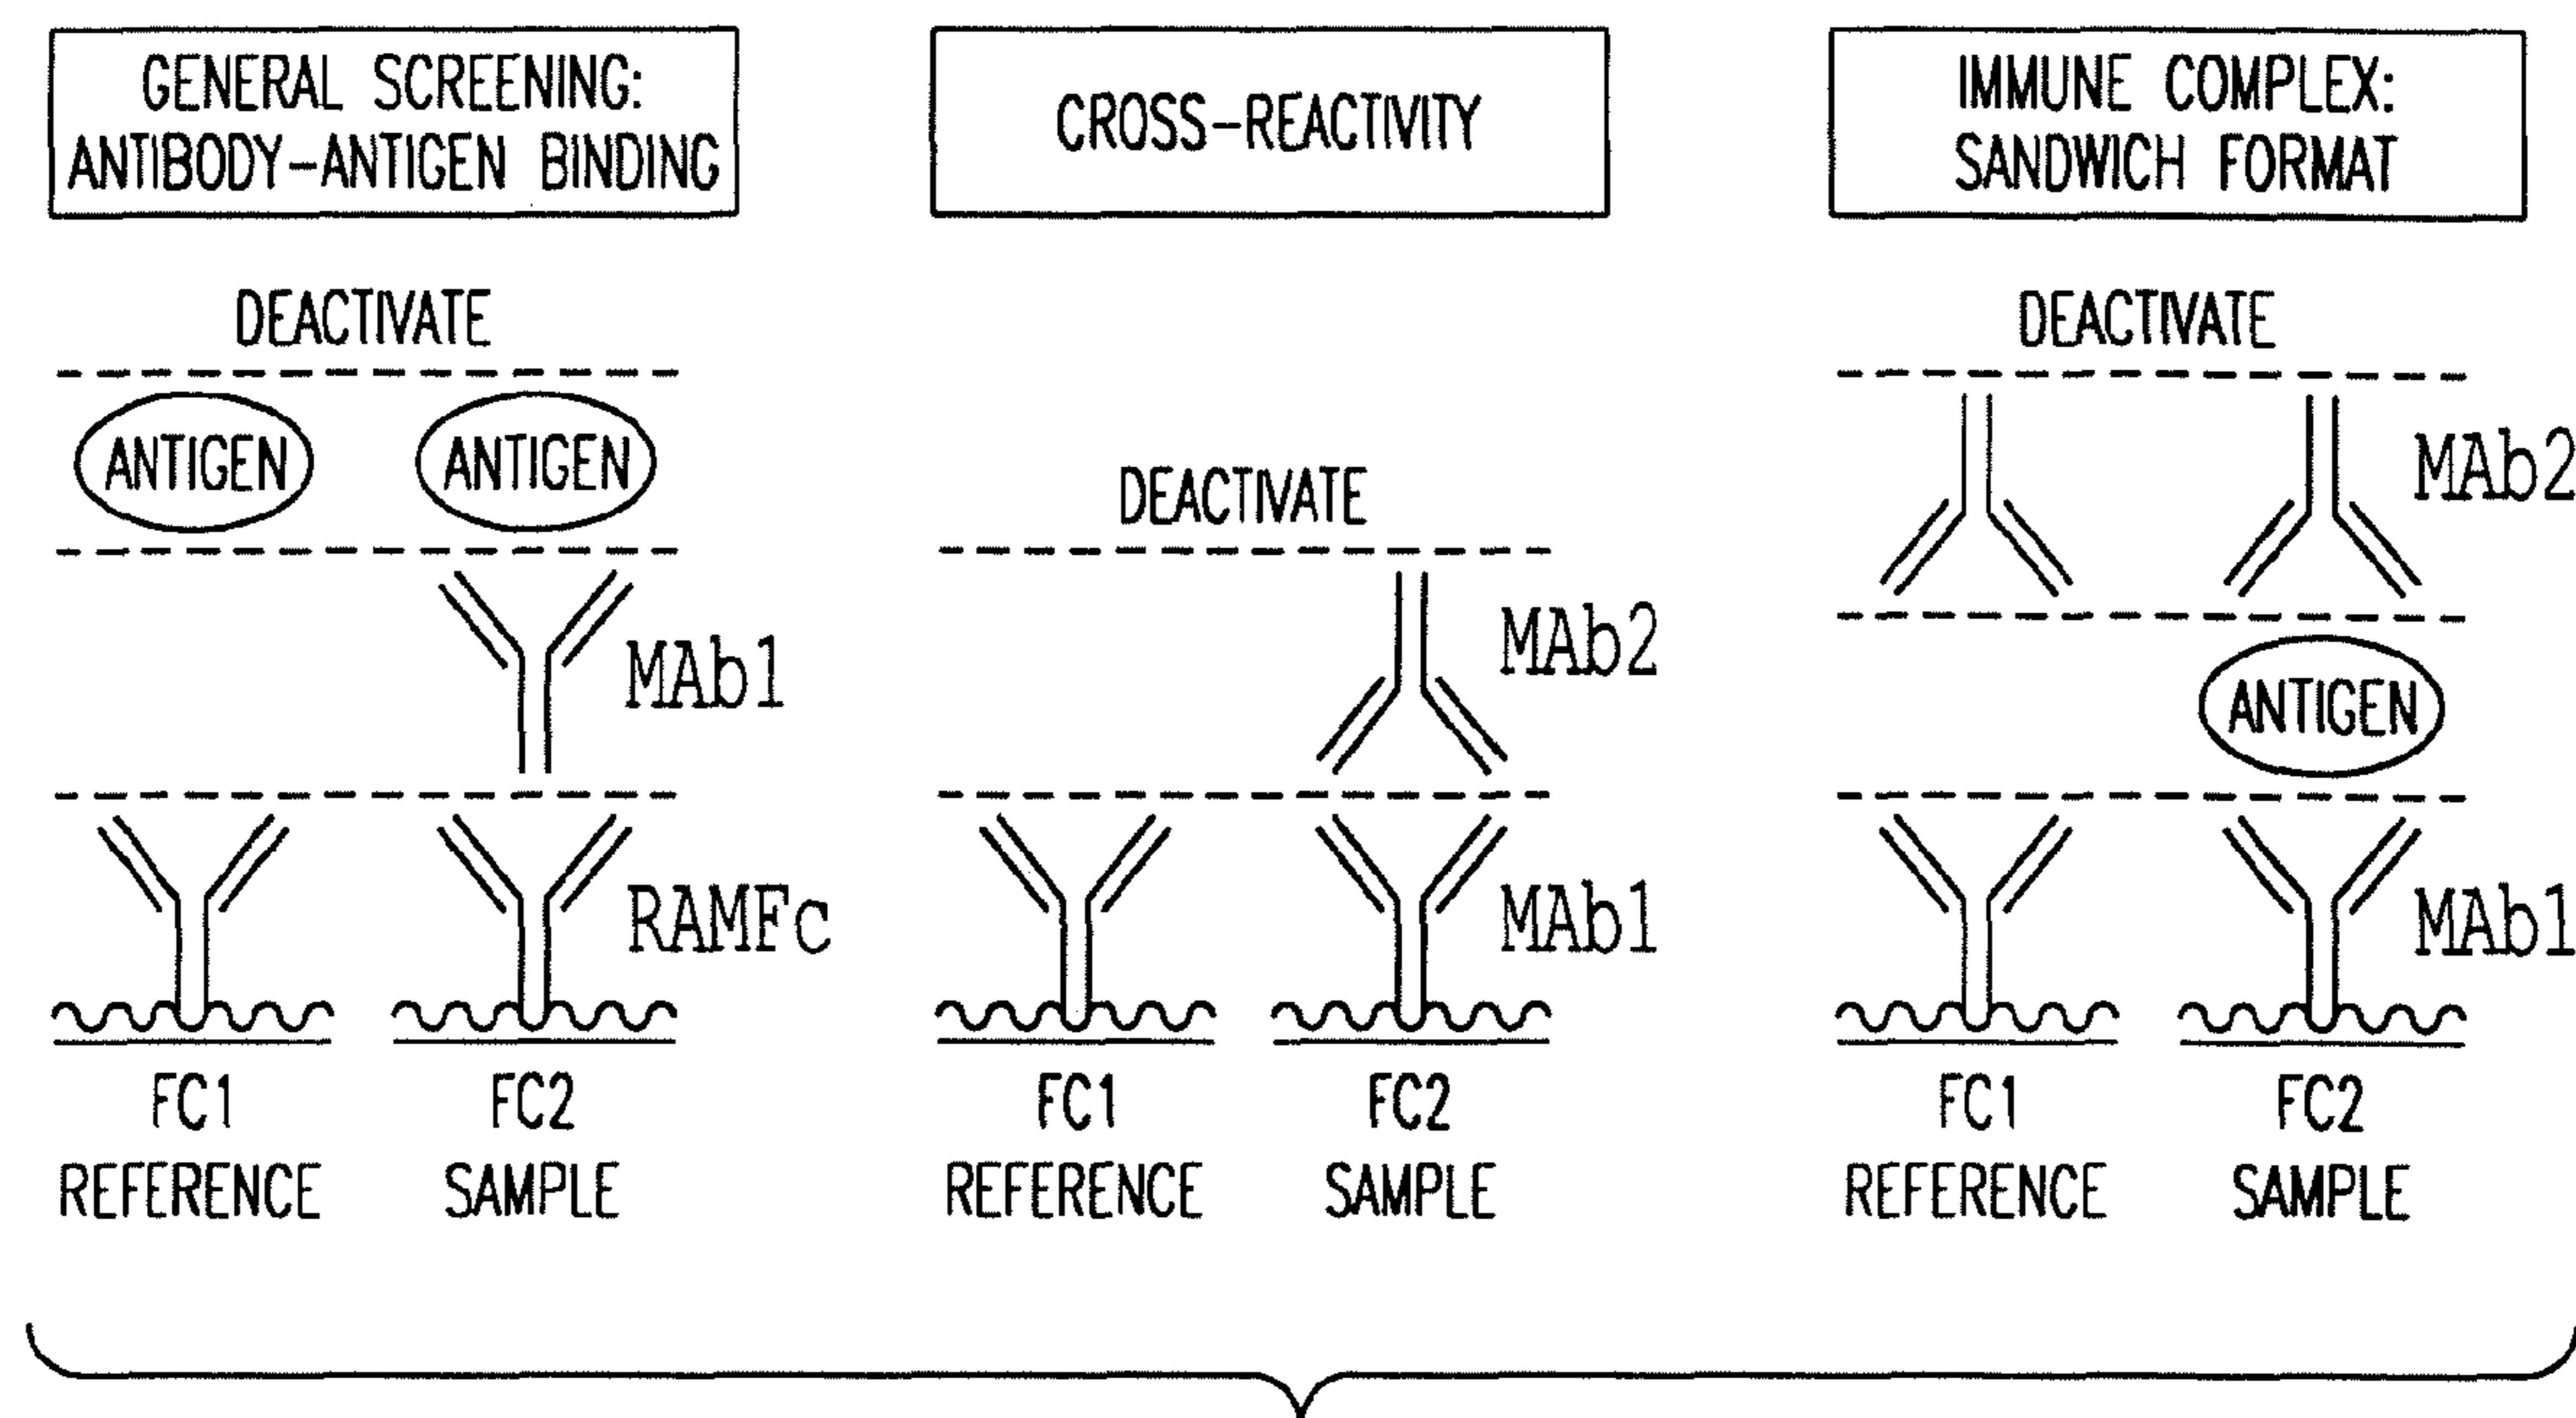 GENERAL SCREENING:
ANTIBODY-ANTIGEN BINDING
DEACTIVATE
ANTIGEN ANTIGEN
MAb1
RAMFc
FC1 FC2
REFERENCE SAMPLE
CROSS-REACTIVITY
DEACTIVATE
MAb2
MAb1
FC1 FC2
REFERENCE SAMPLE
IMMUNE COMPLEX:
SANDWICH FORMAT
DEACTIVATE
MAb2
ANTIGEN
MAb1
FC1 FC2
REFERENCE SAMPLE